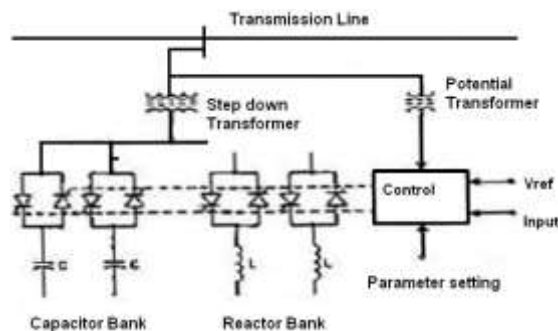 Transmission Line
Step down
Transformer
Potential
Transformer
Control
Vref
Input
C
C
L
L
Parameter setting
Capacitor Bank
Reactor Bank